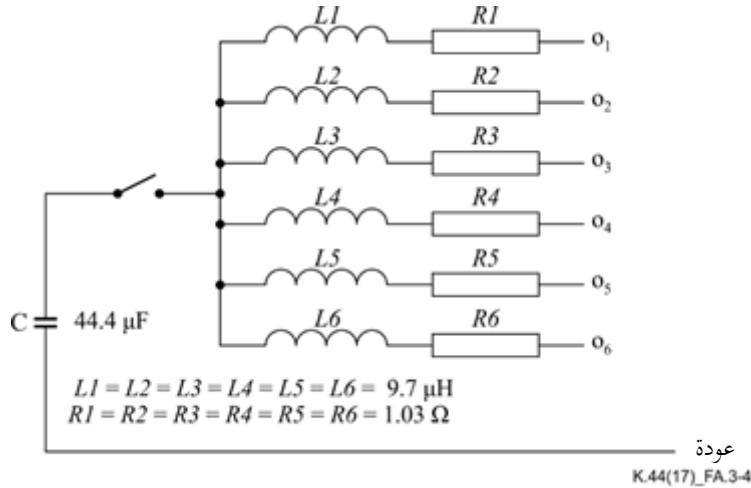 L1 R1 o1
L2 R2 o2
L3 R3 o3
L4 R4 o4
L5 R5 o5
L6 R6 o6
C 44.4 µF
L1 = L2 = L3 = L4 = L5 = L6 = 9.7 µH
R1 = R2 = R3 = R4 = R5 = R6 = 1.03 Ω
عودة
K.44(17)_FA.3-4